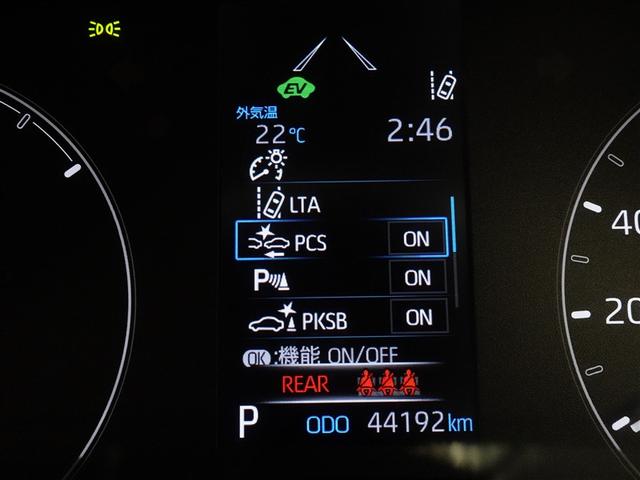 EV
外気温
22℃ 2:46
LTA
PCS ON
P ON
PKSB ON
OK:機能 ON/OFF
REAR
P ODO 44192km
40
20